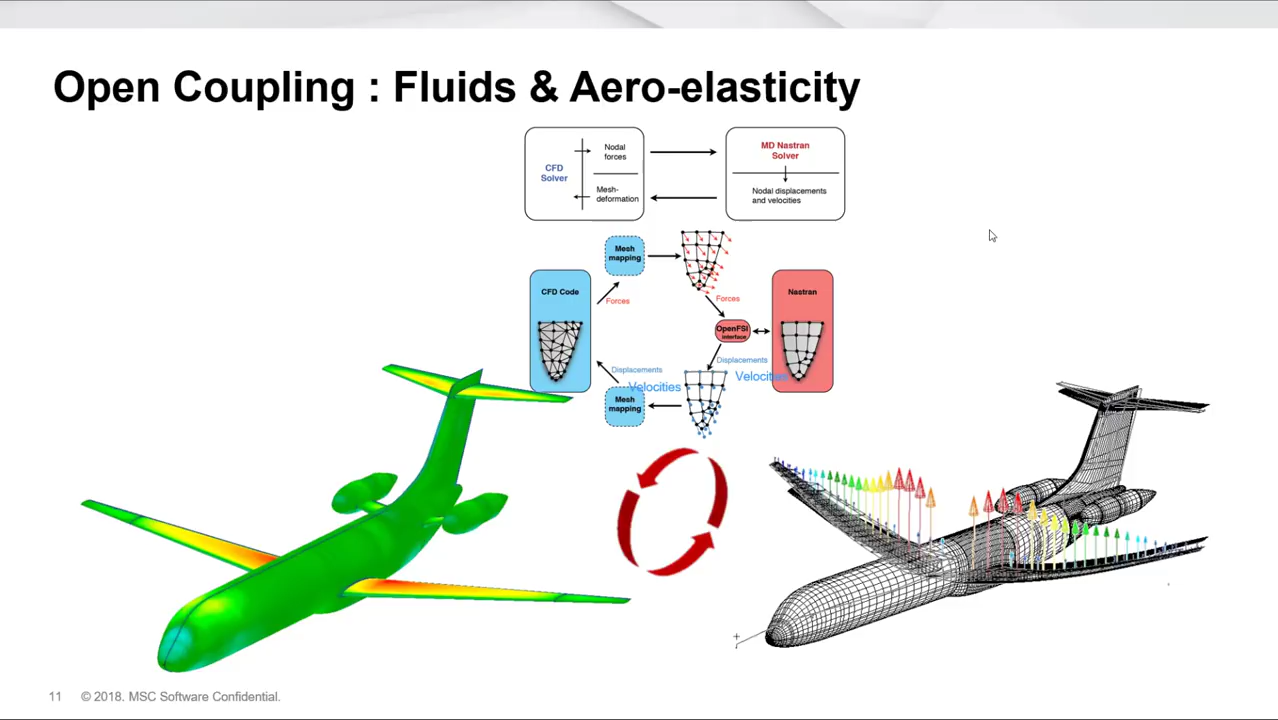 Open Coupling : Fluids & Aero-elasticity
CFD
Solver
Nodal
forces
Mesh-
deformation
MD Nastran
Solver
Nodal displacements
and velocities
Mesh
mapping
CFD Code
Forces
Forces
Nastran
OpenFSI
interface
Displacements
Velocities
Displacements
Velocities
Mesh
mapping
11 © 2018. MSC Software Confidential.